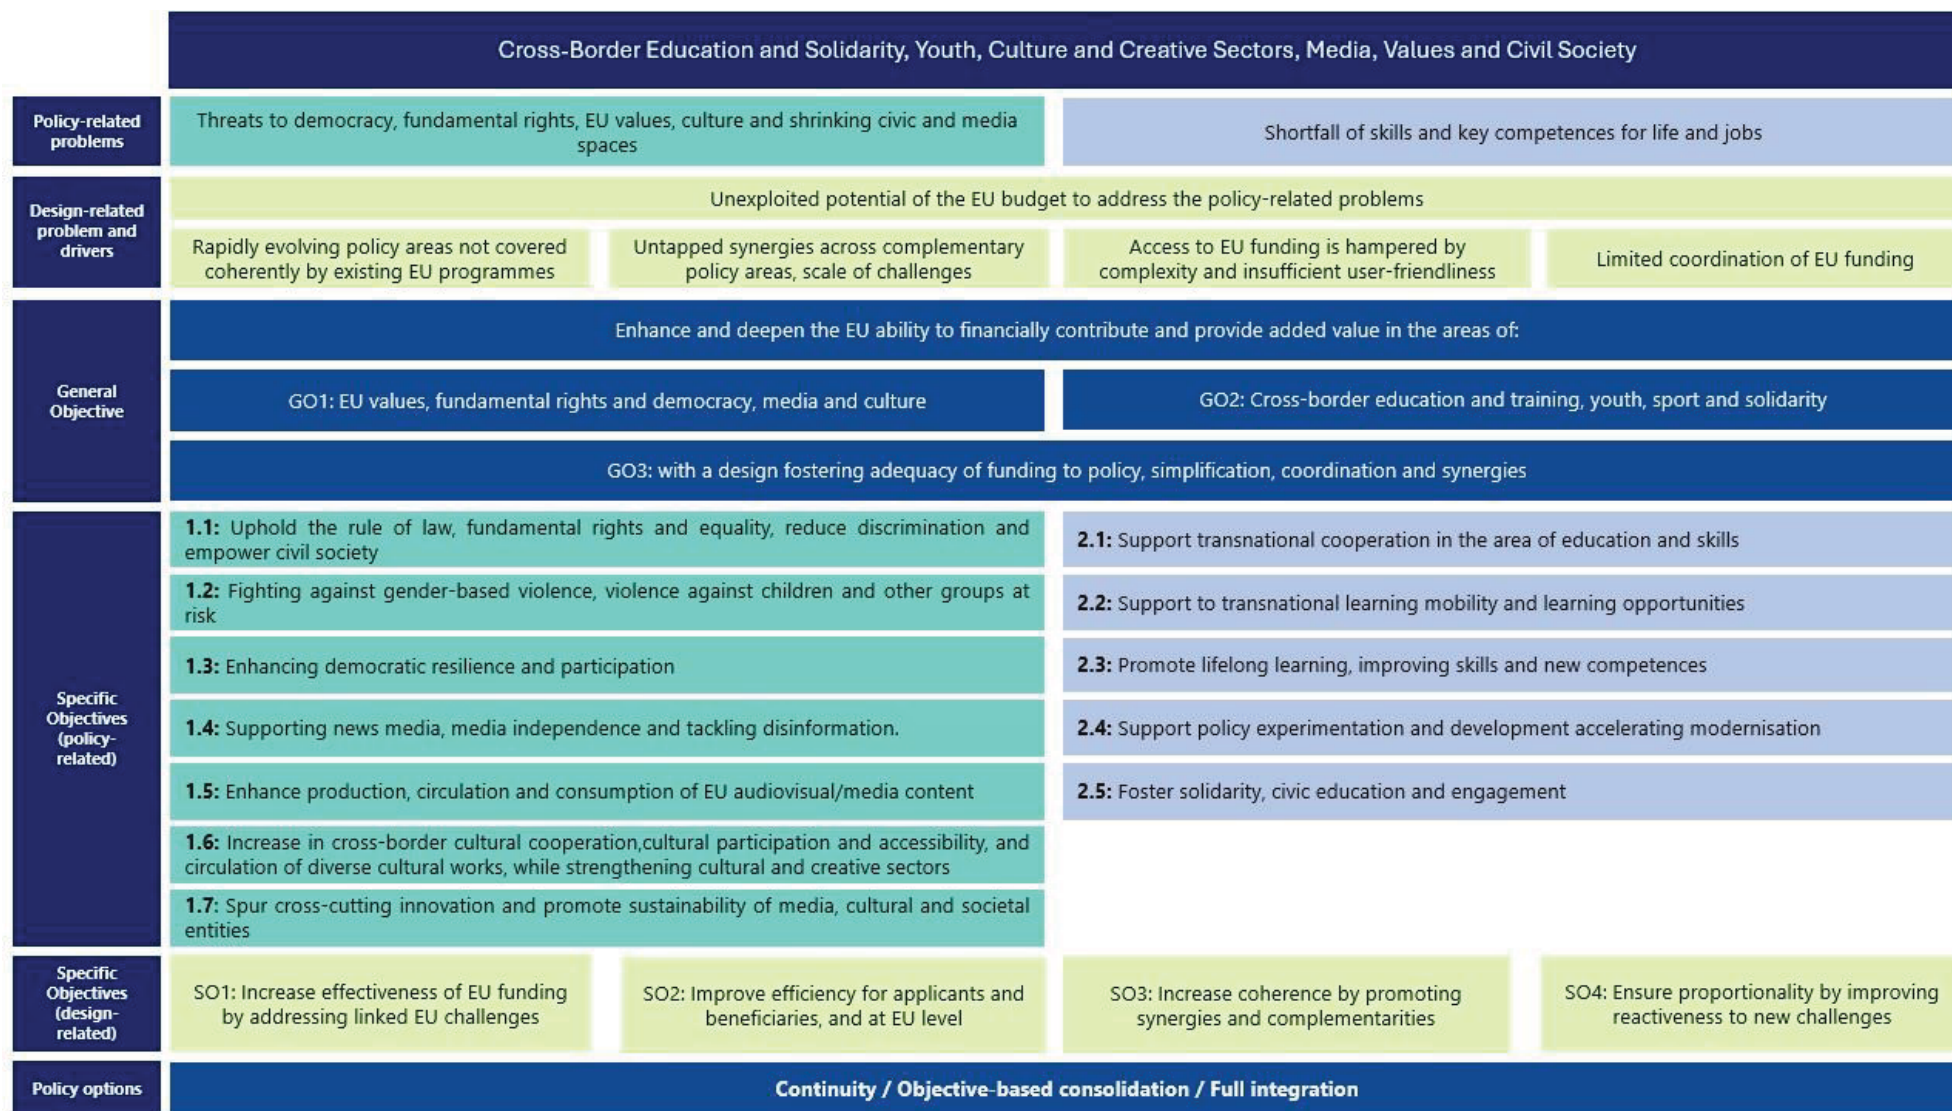 Cross-Border Education and Solidarity, Youth, Culture and Creative Sectors, Media, Values and Civil Society
Policy-related
problems
Threats to democracy, fundamental rights, EU values, culture and shrinking civic and media
spaces
Shortfall of skills and key competences for life and jobs
Design-related
problem and
drivers
Unexploited potential of the EU budget to address the policy-related problems
Rapidly evolving policy areas not covered
coherently by existing EU programmes
Untapped synergies across complementary
policy areas, scale of challenges
Access to EU funding is hampered by
complexity and insufficient user-friendliness
Limited coordination of EU funding
General
Objective
Enhance and deepen the EU ability to financially contribute and provide added value in the areas of:
GO1: EU values, fundamental rights and democracy, media and culture
GO2: Cross-border education and training, youth, sport and solidarity
GO3: with a design fostering adequacy of funding to policy, simplification, coordination and synergies
Specific
Objectives
(policy-
related)
1.1: Uphold the rule of law, fundamental rights and equality, reduce discrimination and
empower civil society
1.2: Fighting against gender-based violence, violence against children and other groups at
risk
1.3: Enhancing democratic resilience and participation
1.4: Supporting news media, media independence and tackling disinformation.
1.5: Enhance production, circulation and consumption of EU audiovisual/media content
1.6: Increase in cross-border cultural cooperation,cultural participation and accessibility, and
circulation of diverse cultural works, while strengthening cultural and creative sectors
1.7: Spur cross-cutting innovation and promote sustainability of media, cultural and societal
entities
2.1: Support transnational cooperation in the area of education and skills
2.2: Support to transnational learning mobility and learning opportunities
2.3: Promote lifelong learning, improving skills and new competences
2.4: Support policy experimentation and development accelerating modernisation
2.5: Foster solidarity, civic education and engagement
Specific
Objectives
(design-
related)
SO1: Increase effectiveness of EU funding
by addressing linked EU challenges
SO2: Improve efficiency for applicants and
beneficiaries, and at EU level
SO3: Increase coherence by promoting
synergies and complementarities
SO4: Ensure proportionality by improving
reactiveness to new challenges
Policy options
Continuity / Objective-based consolidation / Full integration